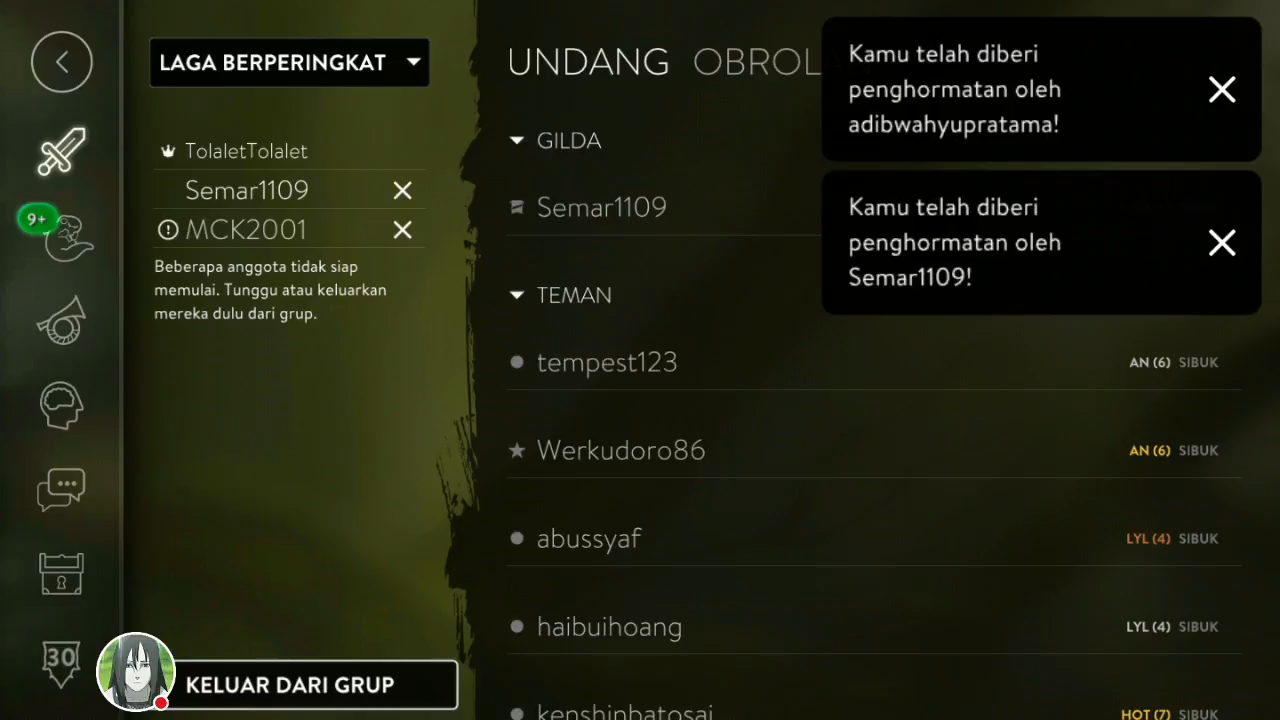 LAGA BERPERINGKAT
TolaletTolalet
Semar1109
MCK2001
Beberapa anggota tidak siap
memulai. Tunggu atau keluarkan
mereka dulu dari grup.
9+
30
KELUAR DARI GRUP
UNDANG OBROLA
GILDA
Semar1109
TEMAN
tempest123 AN (6) SIBUK
Werkudoro86 AN (6) SIBUK
abussyaf LYL (4) SIBUK
haibuihoang LYL (4) SIBUK
kenshinbatosai HOT (7) SIBUK
Kamu telah diberi
penghormatan oleh
adibwahyupratama!
Kamu telah diberi
penghormatan oleh
Semar1109!